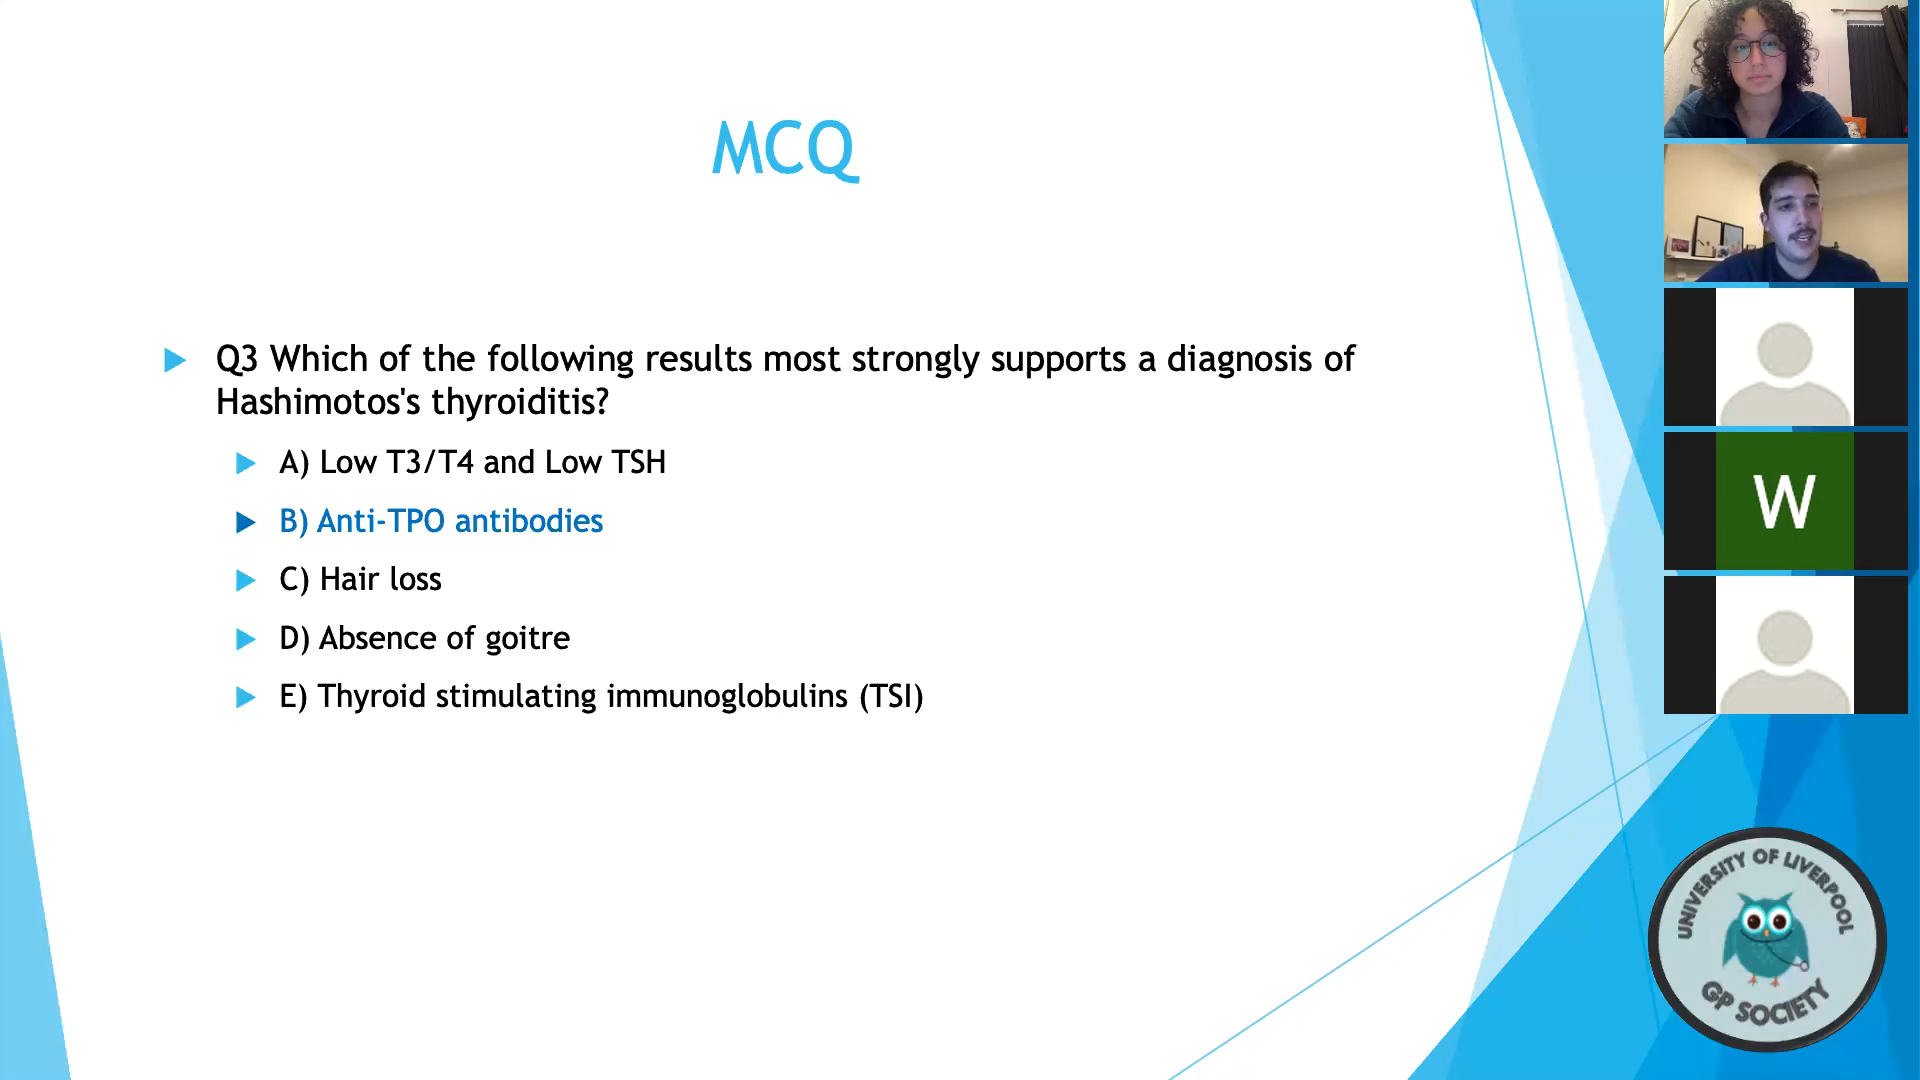 MCQ
Q3 Which of the following results most strongly supports a diagnosis of
Hashimotos's thyroiditis?
A) Low T3/T4 and Low TSH
B) Anti-TPO antibodies
C) Hair loss
D) Absence of goitre
E) Thyroid stimulating immunoglobulins (TSI)
W
UNIVERSITY OF LIVERPOOL
GP SOCIETY